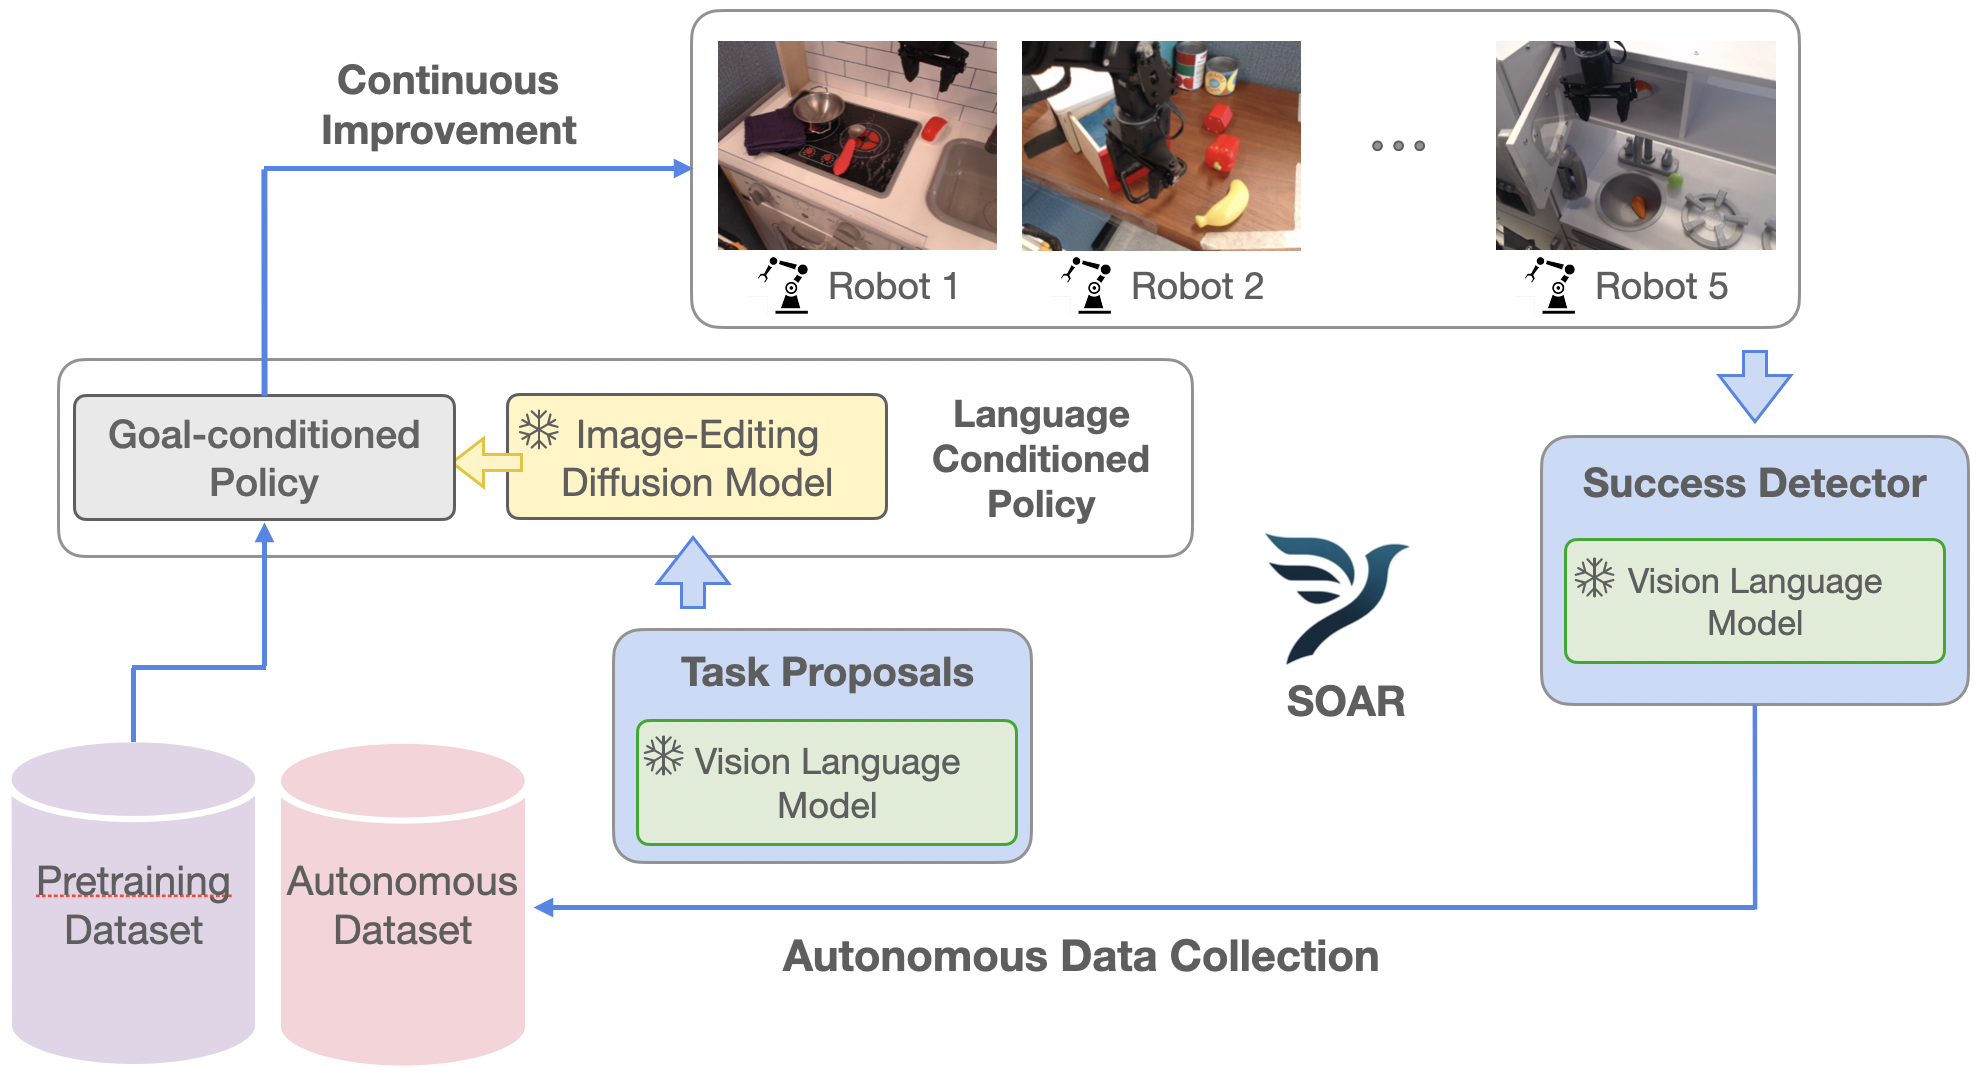 Continuous
Improvement
Robot 1
Robot 2
Robot 5
Goal-conditioned
Policy
Image-Editing
Diffusion Model
Language
Conditioned
Policy
Success Detector
Vision Language
Model
Task Proposals
Vision Language
Model
SOAR
Pretraining
Dataset
Autonomous
Dataset
Autonomous Data Collection